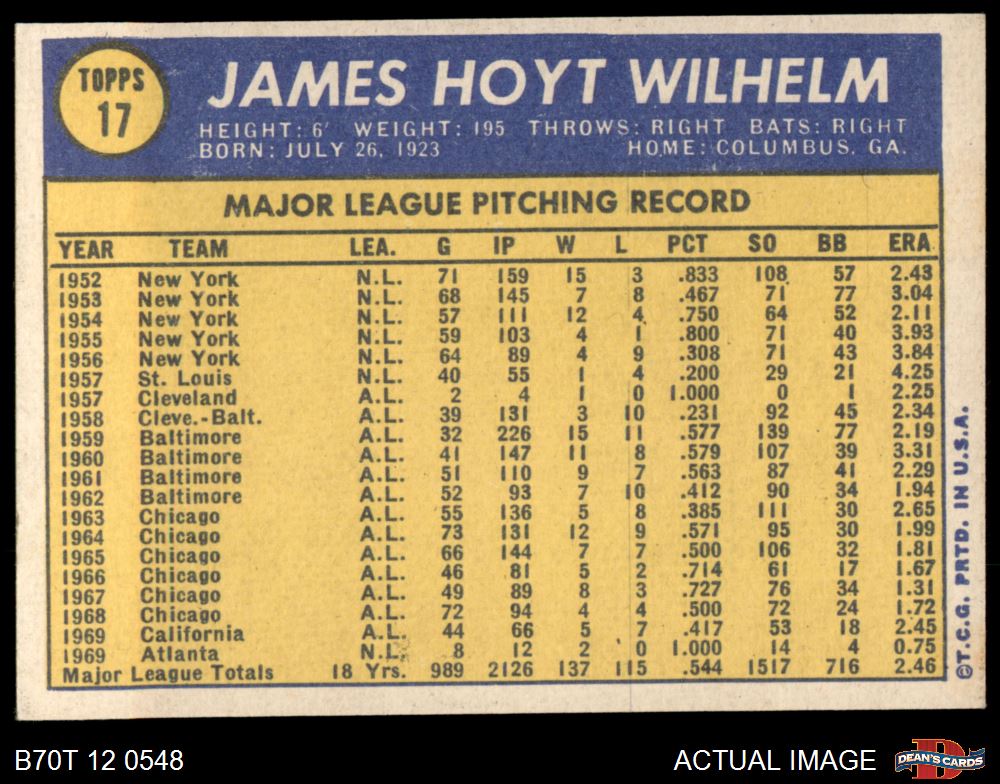 TOPPS
17
JAMES HOYT WILHELM
HEIGHT: 6' WEIGHT: 195 THROWS: RIGHT BATS: RIGHT
BORN: JULY 26, 1923 HOME: COLUMBUS, GA.
MAJOR LEAGUE PITCHING RECORD
YEAR TEAM LEA. G IP W L PCT SO BB ERA
1952 New York N.L. 71 159 15 3 .833 108 57 2.43
1953 New York N.L. 68 145 7 8 .467 71 77 3.04
1954 New York N.L. 57 111 12 4 .750 64 52 2.11
1955 New York N.L. 59 103 4 1 .800 71 40 3.93
1956 New York N.L. 64 89 4 9 .308 71 43 3.84
1957 St. Louis N.L. 40 55 1 4 .200 29 21 4.25
1957 Cleveland A.L. 2 4 1 0 1.000 0 1 2.25
1958 Cleve.-Balt. A.L. 39 131 3 10 .231 92 45 2.34
1959 Baltimore A.L. 32 226 15 11 .577 139 77 2.19
1960 Baltimore A.L. 41 147 11 8 .579 107 39 3.31
1961 Baltimore A.L. 51 110 9 7 .563 87 41 2.29
1962 Baltimore A.L. 52 93 7 10 .412 90 34 1.94
1963 Chicago A.L. 55 136 5 8 .385 111 30 2.65
1964 Chicago A.L. 73 131 12 9 .571 95 30 1.99
1965 Chicago A.L. 66 144 7 7 .500 106 32 1.81
1966 Chicago A.L. 46 81 5 2 .714 61 17 1.67
1967 Chicago A.L. 49 89 8 3 .727 76 34 1.31
1968 Chicago A.L. 72 94 4 4 .500 72 24 1.72
1969 California A.L. 44 66 5 7 .417 53 18 2.45
1969 Atlanta N.L. 8 12 2 0 1.000 14 4 0.75
Major League Totals 18 Yrs. 989 2126 137 115 .544 1517 716 2.46
©T.C.G. PRTD. IN U.S.A.
B70T 12 0548 ACTUAL IMAGE
D
DEAN'S CARDS